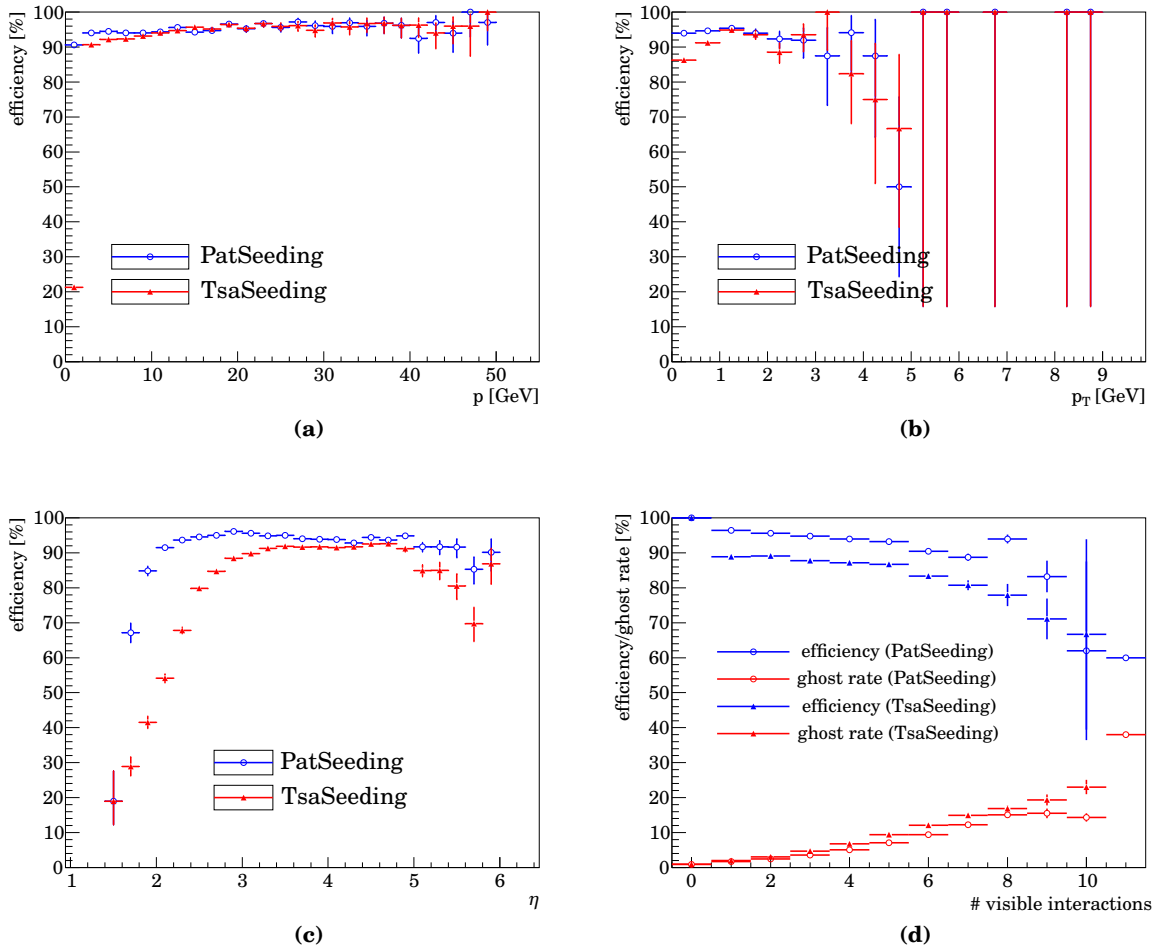 efficiency [%]
100
90
80
70
60
50
40
30
20
10
0
PatSeeding
TsaSeeding
0 10 20 30 40 50
p [GeV]
(a)
efficiency [%]
100
90
80
70
60
50
40
30
20
10
0
PatSeeding
TsaSeeding
0 1 2 3 4 5 6 7 8 9
p_T [GeV]
(b)
efficiency [%]
100
90
80
70
60
50
40
30
20
10
0
PatSeeding
TsaSeeding
1 2 3 4 5 6
η
(c)
efficiency/ghost rate [%]
100
90
80
70
60
50
40
30
20
10
0
efficiency (PatSeeding)
ghost rate (PatSeeding)
efficiency (TsaSeeding)
ghost rate (TsaSeeding)
0 2 4 6 8 10
# visible interactions
(d)